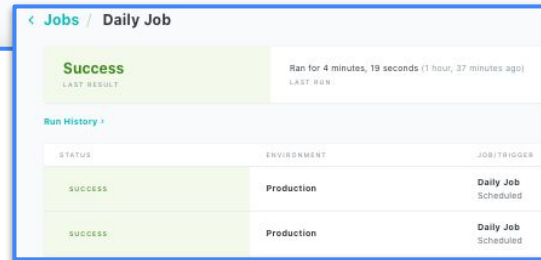 < Jobs / Daily Job
Success
LAST RESULT
Ran for 4 minutes, 19 seconds (1 hour, 37 minutes ago)
LAST RUN
Run History >
STATUS ENVIRONMENT JOB/TRIGGER
SUCCESS Production Daily Job
Scheduled
SUCCESS Production Daily Job
Scheduled